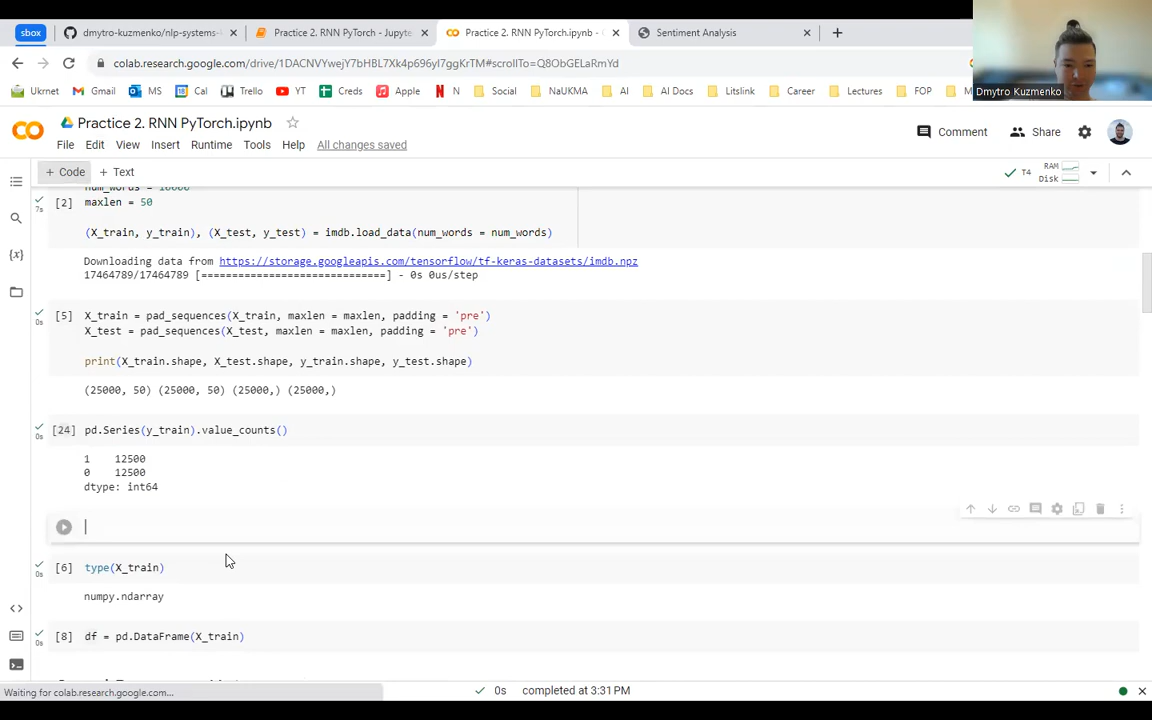 sbox
dmytro-kuzmenko/nlp-systems-
Practice 2. RNN PyTorch - Jupyte
Practice 2. RNN PyTorch.ipynb - C
Sentiment Analysis
colab.research.google.com/drive/1DACNVYwejY7bHBL7Xk4p696yI7ggKrTM#scrollTo=Q8ObGELaRmYd
Ukrnet
Cal
MS
Cal
Trello
YT
Creds
Apple
N
Social
NaUKMA
AI
AI Docs
Litslink
Career
Lectures
FOP
M
Dmytro Kuzmenko
Practice 2. RNN PyTorch.ipynb
Comment
Share
File Edit View Insert Runtime Tools Help All changes saved
+ Code + Text
T4
RAM
Disk
num_words = 10000
[2] maxlen = 50
7s
(X_train, y_train), (X_test, y_test) = imdb.load_data(num_words = num_words)
Downloading data from https://storage.googleapis.com/tensorflow/tf-keras-datasets/imdb.npz
17464789/17464789 [==============================] - 0s 0us/step
[5] X_train = pad_sequences(X_train, maxlen = maxlen, padding = 'pre')
0s
X_test = pad_sequences(X_test, maxlen = maxlen, padding = 'pre')
print(X_train.shape, X_test.shape, y_train.shape, y_test.shape)
(25000, 50) (25000, 50) (25000,) (25000,)
[24] pd.Series(y_train).value_counts()
0s
1 12500
0 12500
dtype: int64
[6] type(X_train)
0s
numpy.ndarray
[8] df = pd.DataFrame(X_train)
0s
Waiting for colab.research.google.com...
0s completed at 3:31 PM